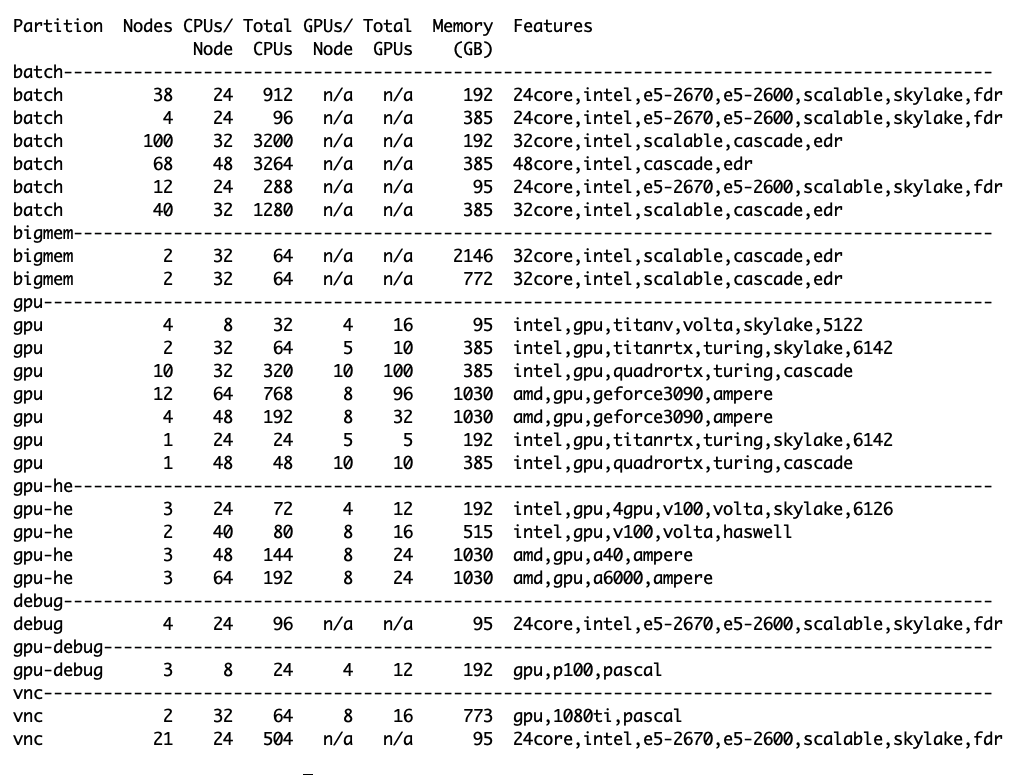 Partition  Nodes CPUs/ Total GPUs/ Total  Memory  Features
                  Node  CPUs  Node  GPUs    (GB)
batch---------------------------------------------------------------------------------------------
batch         38    24   912   n/a   n/a     192  24core,intel,e5-2670,e5-2600,scalable,skylake,fdr
batch          4    24    96   n/a   n/a     385  24core,intel,e5-2670,e5-2600,scalable,skylake,fdr
batch        100    32  3200   n/a   n/a     192  32core,intel,scalable,cascade,edr
batch         68    48  3264   n/a   n/a     385  48core,intel,cascade,edr
batch         12    24   288   n/a   n/a      95  24core,intel,e5-2670,e5-2600,scalable,skylake,fdr
batch         40    32  1280   n/a   n/a     385  32core,intel,scalable,cascade,edr
bigmem--------------------------------------------------------------------------------------------
bigmem         2    32    64   n/a   n/a    2146  32core,intel,scalable,cascade,edr
bigmem         2    32    64   n/a   n/a     772  32core,intel,scalable,cascade,edr
gpu-----------------------------------------------------------------------------------------------
gpu            4     8    32     4    16      95  intel,gpu,titanv,volta,skylake,5122
gpu            2    32    64     5    10     385  intel,gpu,titanrtx,turing,skylake,6142
gpu           10    32   320    10   100     385  intel,gpu,quadrortx,turing,cascade
gpu           12    64   768     8    96    1030  amd,gpu,geforce3090,ampere
gpu            4    48   192     8    32    1030  amd,gpu,geforce3090,ampere
gpu            1    24    24     5     5     192  intel,gpu,titanrtx,turing,skylake,6142
gpu            1    48    48    10    10     385  intel,gpu,quadrortx,turing,cascade
gpu-he--------------------------------------------------------------------------------------------
gpu-he         3    24    72     4    12     192  intel,gpu,4gpu,v100,volta,skylake,6126
gpu-he         2    40    80     8    16     515  intel,gpu,v100,volta,haswell
gpu-he         3    48   144     8    24    1030  amd,gpu,a40,ampere
gpu-he         3    64   192     8    24    1030  amd,gpu,a6000,ampere
debug---------------------------------------------------------------------------------------------
debug          4    24    96   n/a   n/a      95  24core,intel,e5-2670,e5-2600,scalable,skylake,fdr
gpu-debug-----------------------------------------------------------------------------------------
gpu-debug      3     8    24     4    12     192  gpu,p100,pascal
vnc-----------------------------------------------------------------------------------------------
vnc            2    32    64     8    16     773  gpu,1080ti,pascal
vnc           21    24   504   n/a   n/a      95  24core,intel,e5-2670,e5-2600,scalable,skylake,fdr